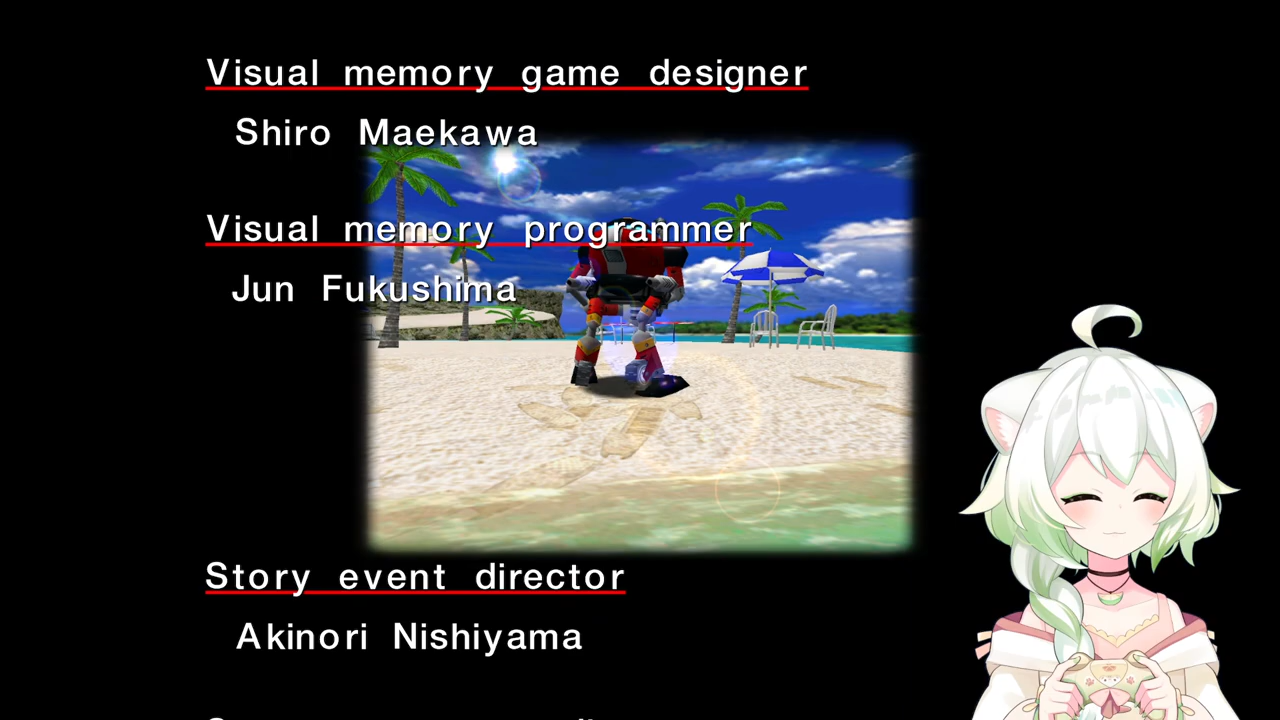 Visual memory game designer
Shiro Maekawa
Visual memory programmer
Jun Fukushima
Story event director
Akinori Nishiyama